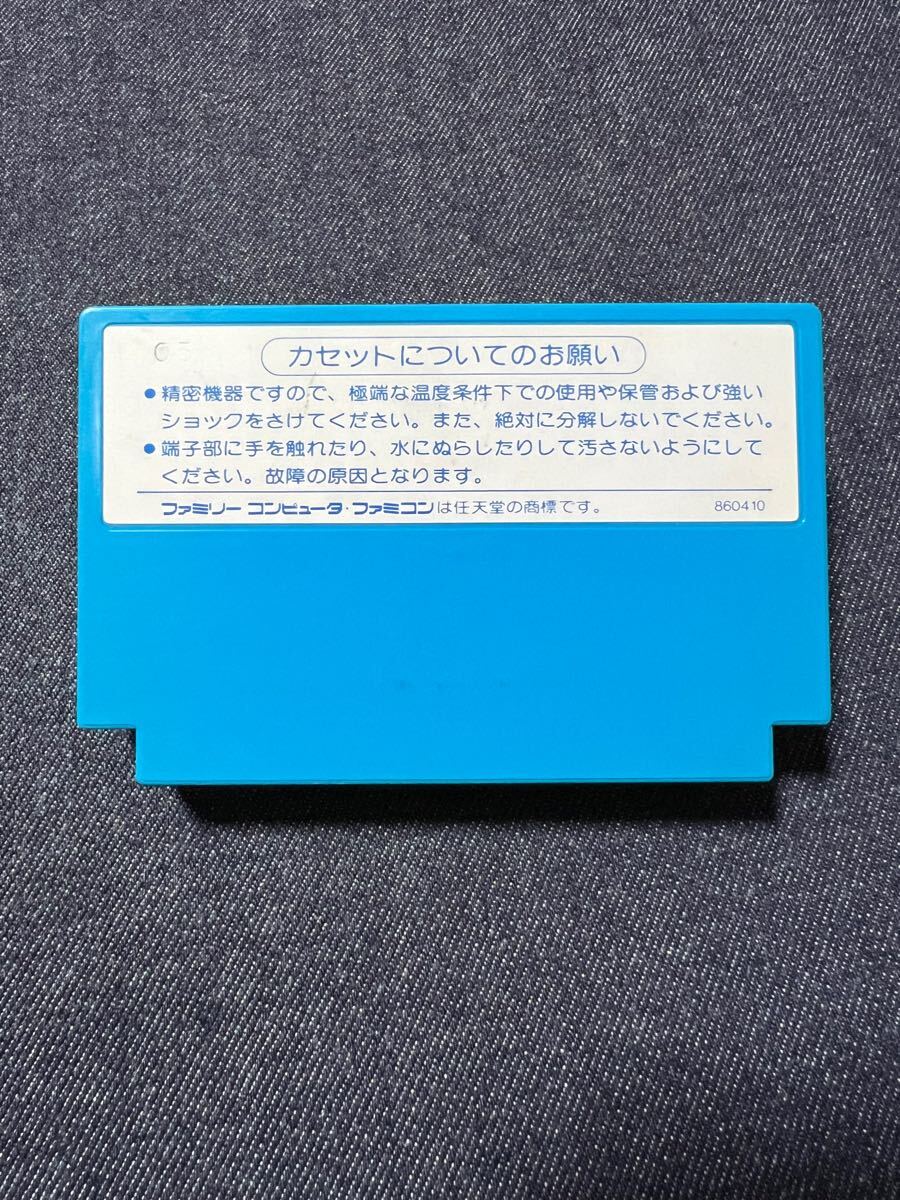 カセットについてのお願い
●精密機器ですので、極端な温度条件下での使用や保管および強い
ショックをさけてください。また、絶対に分解しないでください。
●端子部に手を触れたり、水にぬらしたりして汚さないようにして
ください。故障の原因となります。
ファミリー コンピュータ・ファミコンは任天堂の商標です。 860410